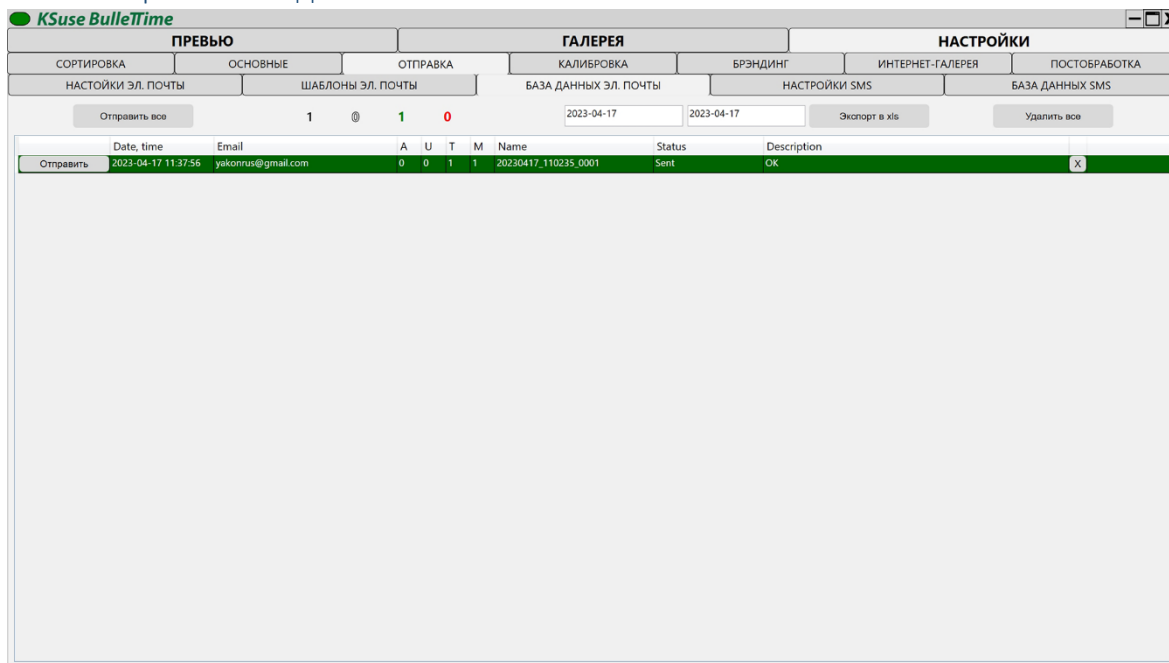 KSuse BulleTime
ПРЕВЬЮ ГАЛЕРЕЯ НАСТРОЙКИ
СОРТИРОВКА ОСНОВНЫЕ ОТПРАВКА КАЛИБРОВКА БРЭНДИНГ ИНТЕРНЕТ-ГАЛЕРЕЯ ПОСТОБРАБОТКА
НАСТОЙКИ ЭЛ. ПОЧТЫ ШАБЛОНЫ ЭЛ. ПОЧТЫ БАЗА ДАННЫХ ЭЛ. ПОЧТЫ НАСТРОЙКИ SMS БАЗА ДАННЫХ SMS
Отправить все 1 0 1 0 2023-04-17 2023-04-17 Экспорт в xls Удалить все
Date, time Email A U T M Name Status Description
Отправить 2023-04-17 11:37:56 yakonrus@gmail.com 0 0 1 1 20230417_110235_0001 Sent OK X